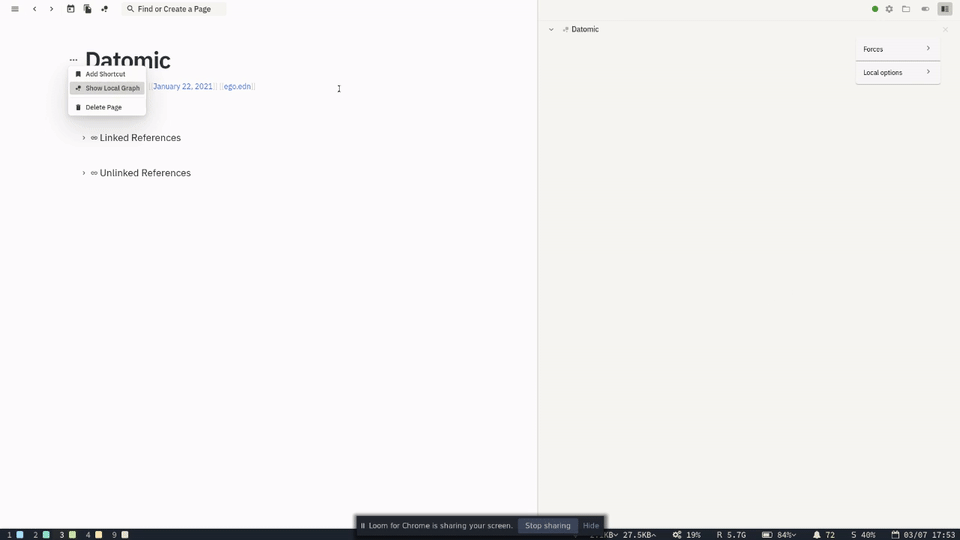 Find or Create a Page
Datomic
Datomic
Forces
Local options
Add Shortcut
Show Local Graph
Delete Page
[[January 22, 2021]] [[ego.edn]]
∞ Linked References
∞ Unlinked References
Loom for Chrome is sharing your screen. Stop sharing Hide
1 2 3 4 9
27.5KB 19% R 5.7G 84% 72 S 40% 03/07 17:53